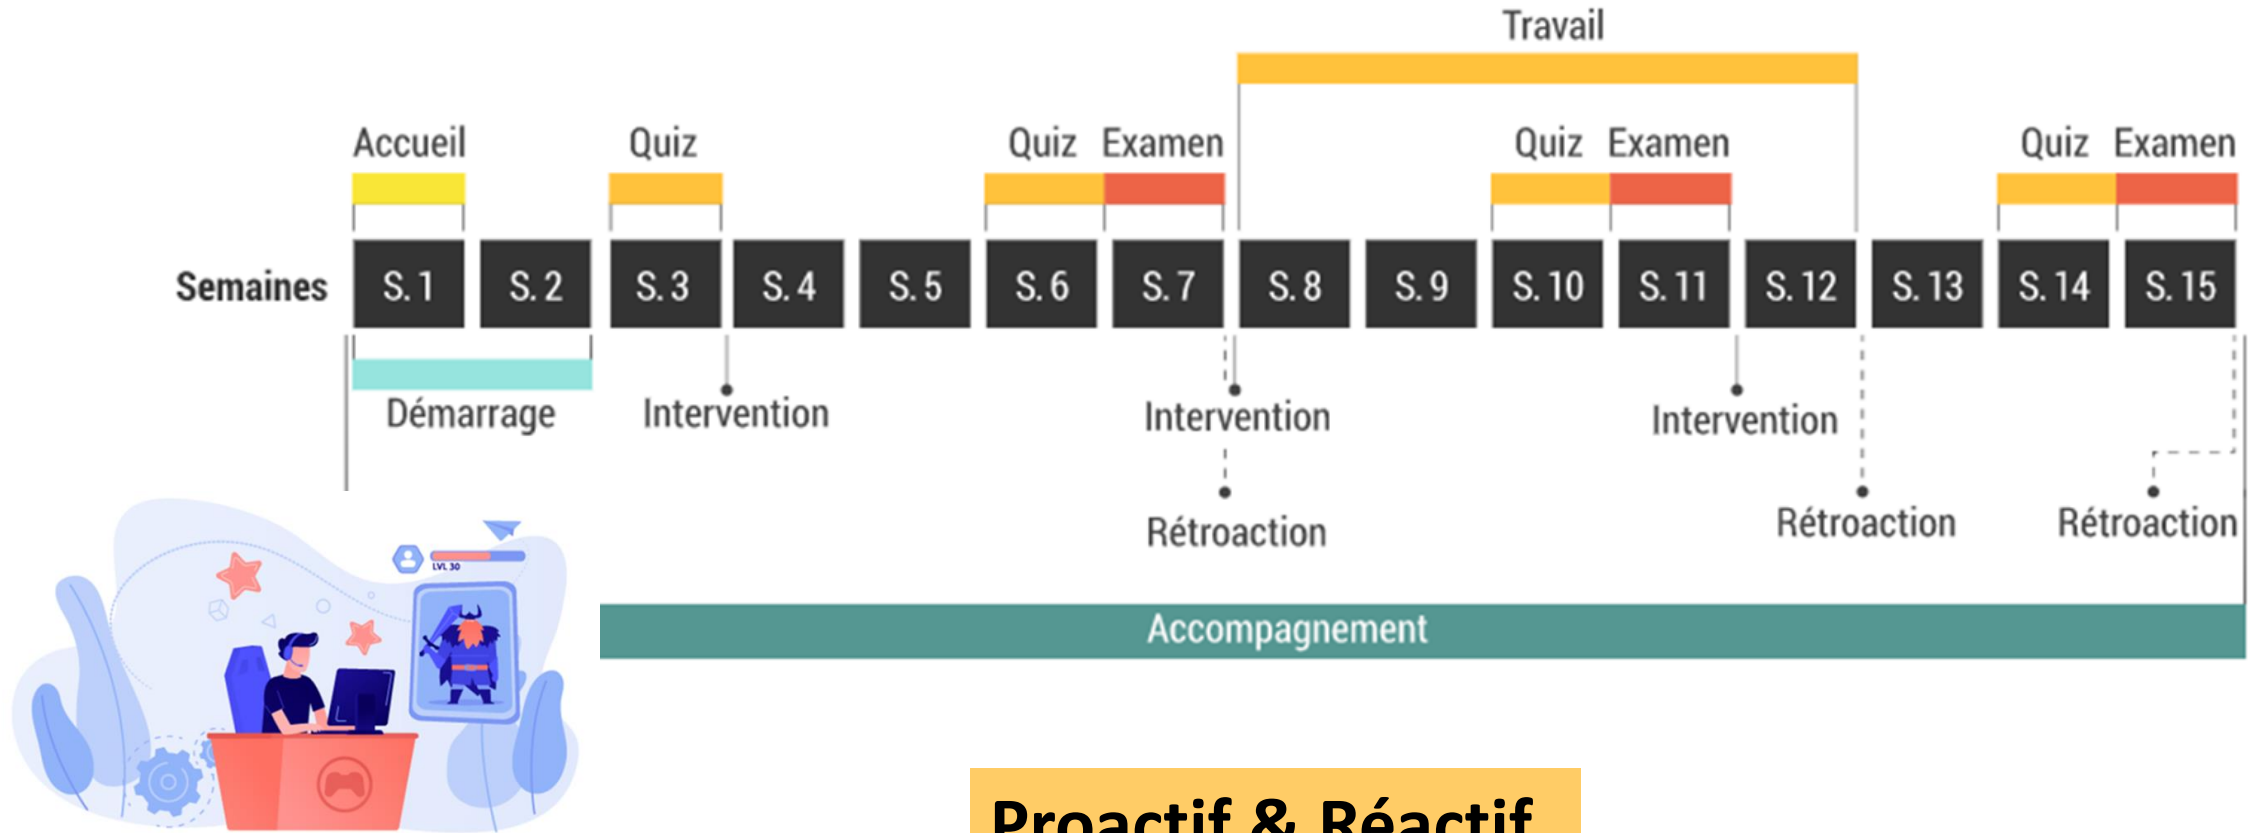 Travail
Accueil Quiz Quiz Examen Quiz Examen Quiz Examen
Semaines S. 1 S. 2 S. 3 S. 4 S. 5 S. 6 S. 7 S. 8 S. 9 S. 10 S. 11 S. 12 S. 13 S. 14 S. 15
Démarrage Intervention Intervention Intervention
Rétroaction Rétroaction Rétroaction
LVL 30
Accompagnement
Proactif & Réactif